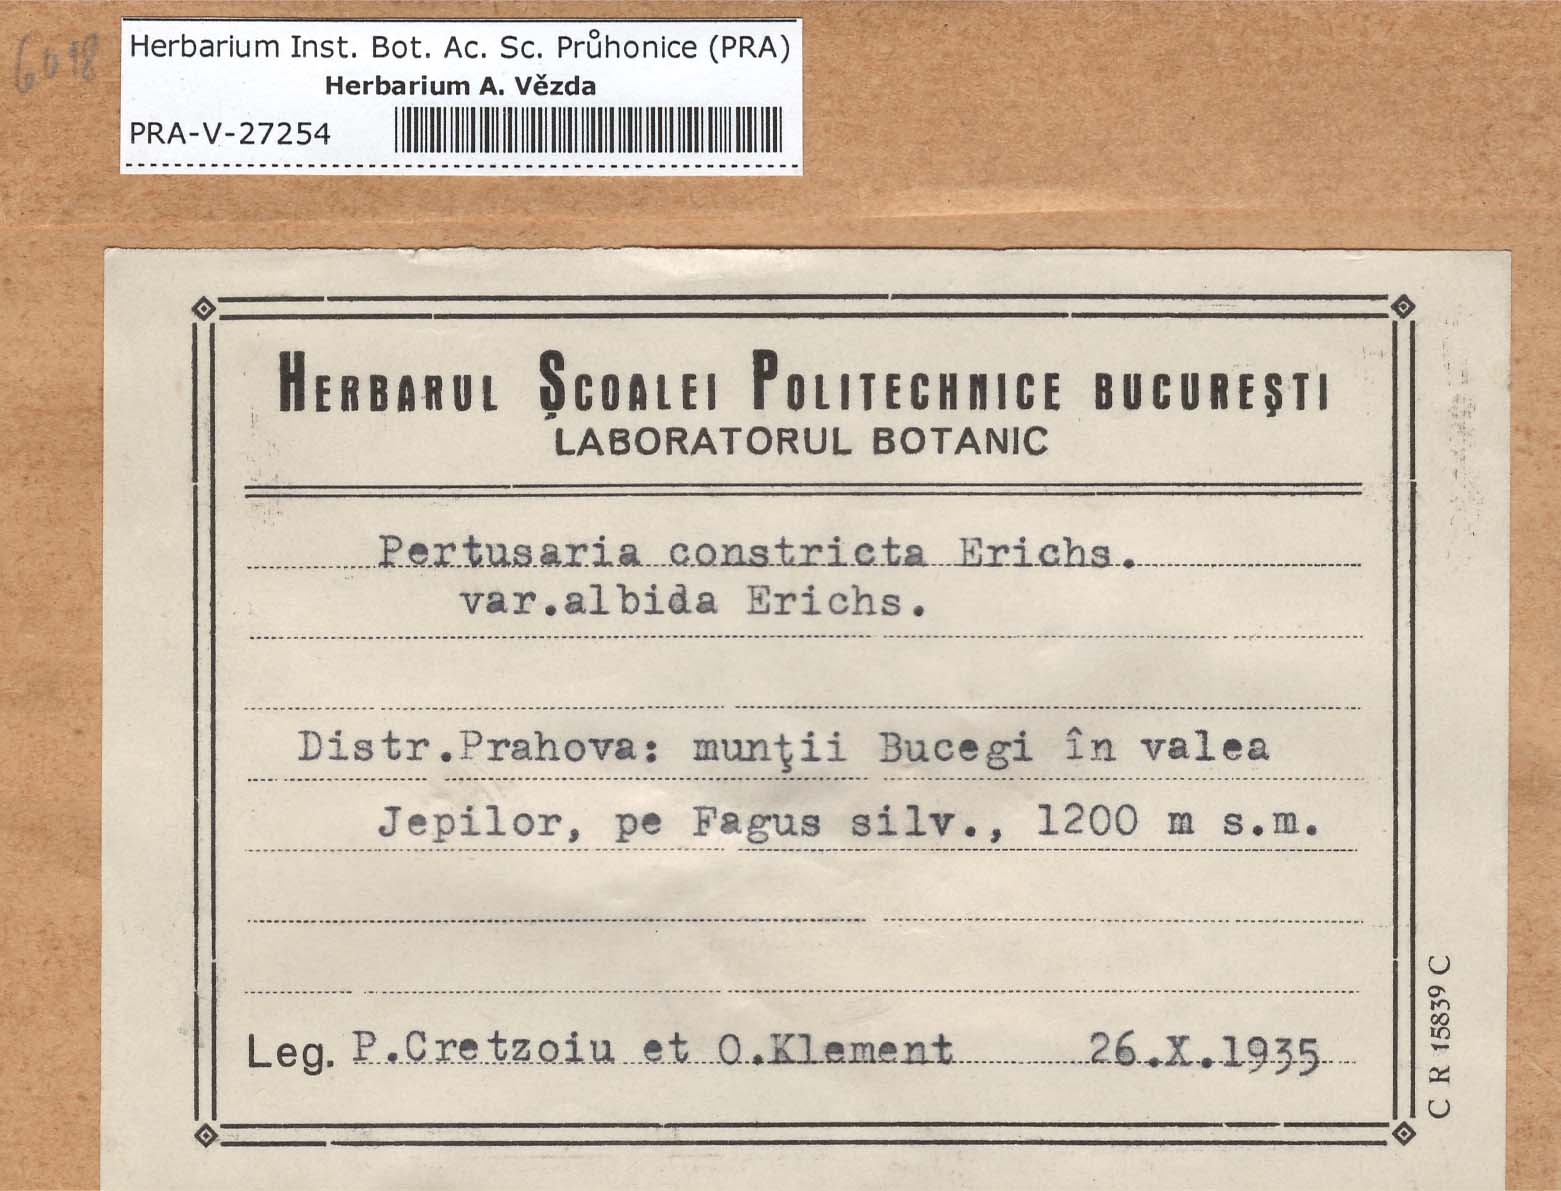 6018
Herbarium Inst. Bot. Ac. Sc. Průhonice (PRA)
Herbarium A. Vězda
PRA-V-27254
HERBARUL ŞCOALEI POLITECHNICE BUCUREŞTI
LABORATORUL BOTANIC
Pertusaria constricta Erichs.
var.albida Erichs.
Distr.Prahova: munţii Bucegi în valea
Jepilor, pe Fagus silv., 1200 m s.m.
Leg. P.Cretzoiu et O.Klement 26.X.1935
C R 15839 C